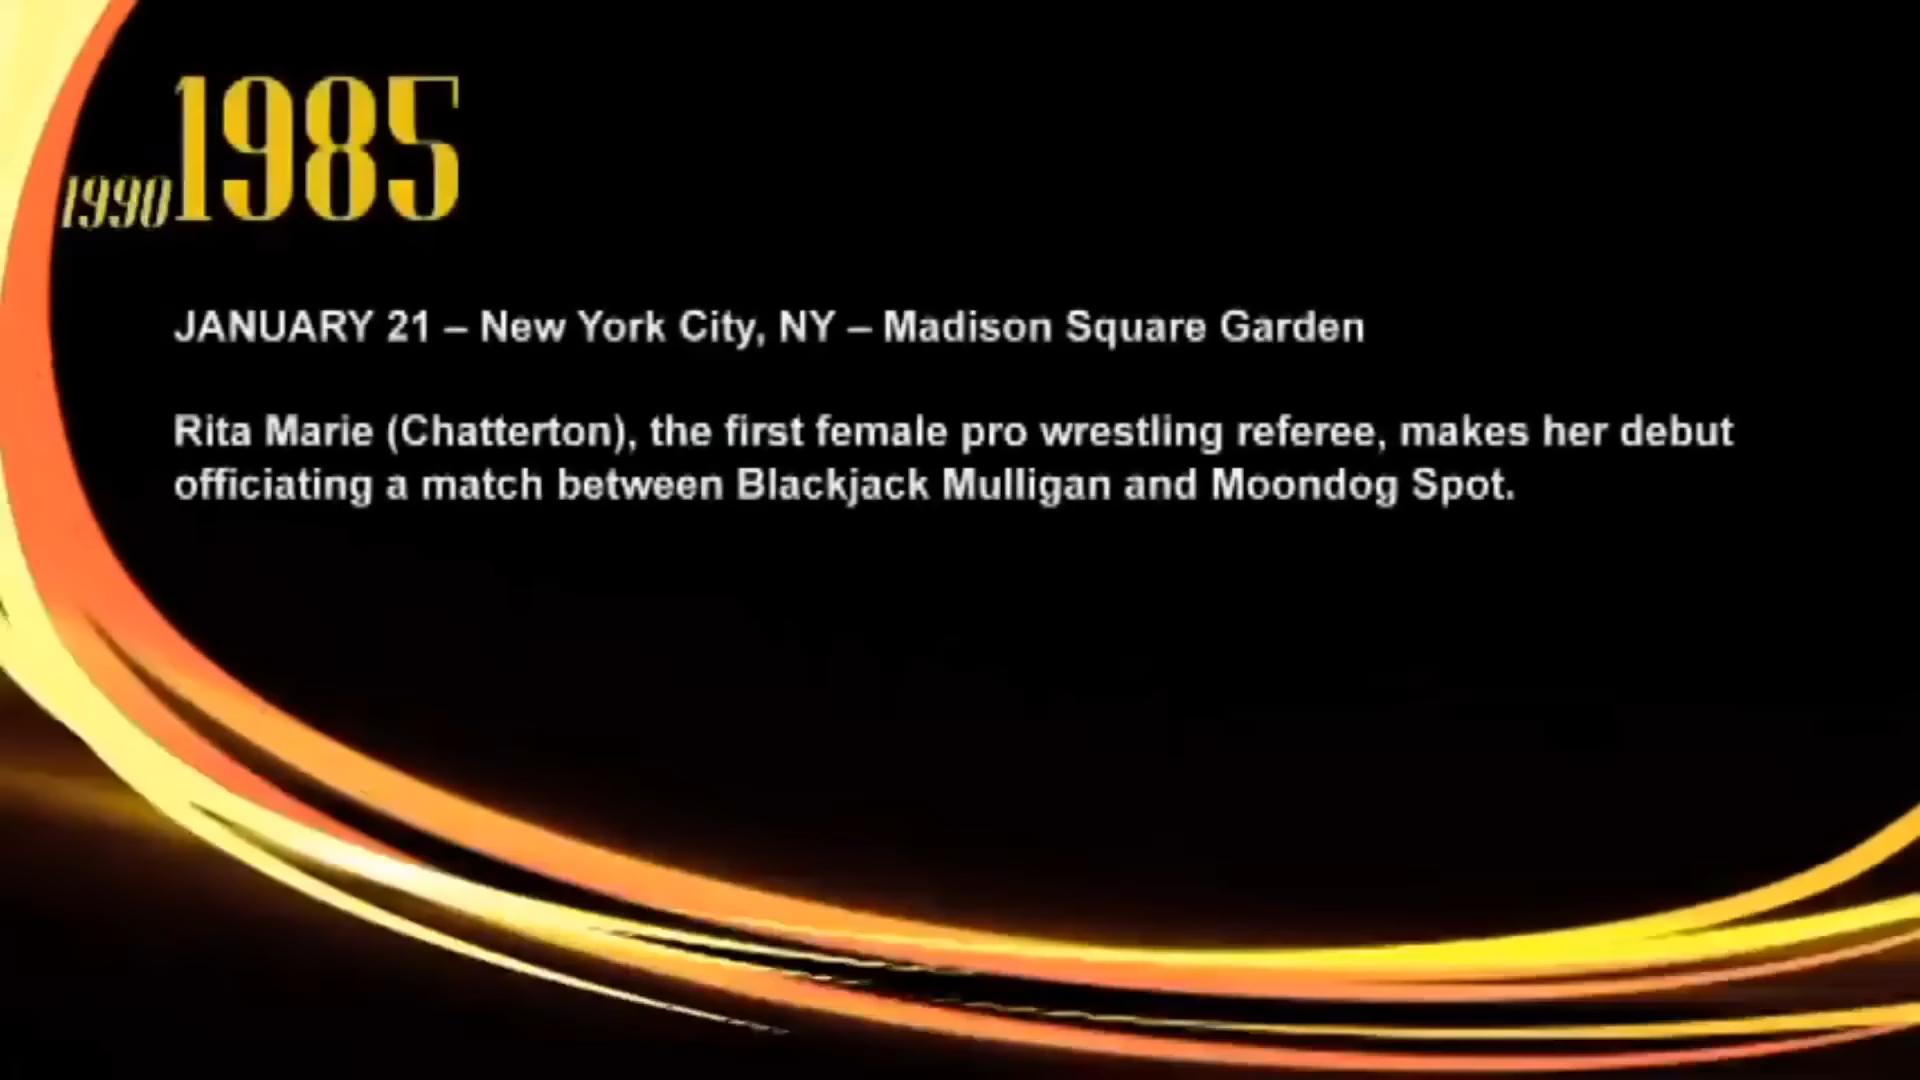 1985
1990
JANUARY 21 – New York City, NY – Madison Square Garden
Rita Marie (Chatterton), the first female pro wrestling referee, makes her debut
officiating a match between Blackjack Mulligan and Moondog Spot.